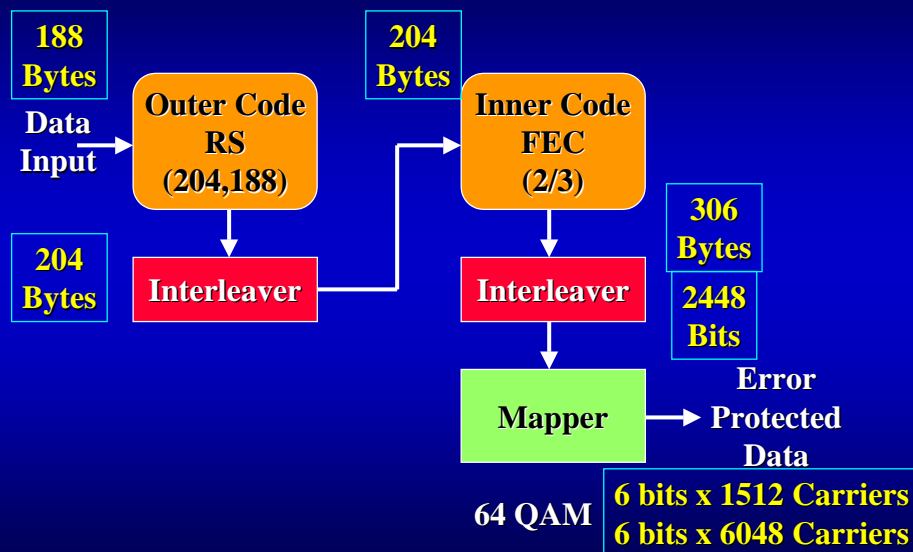 188
Bytes
Data
Input
Outer Code
RS
(204,188)
204
Bytes
Interleaver
204
Bytes
Inner Code
FEC
(2/3)
306
Bytes
Interleaver
2448
Bits
Mapper
Error
Protected
Data
64 QAM
6 bits x 1512 Carriers
6 bits x 6048 Carriers